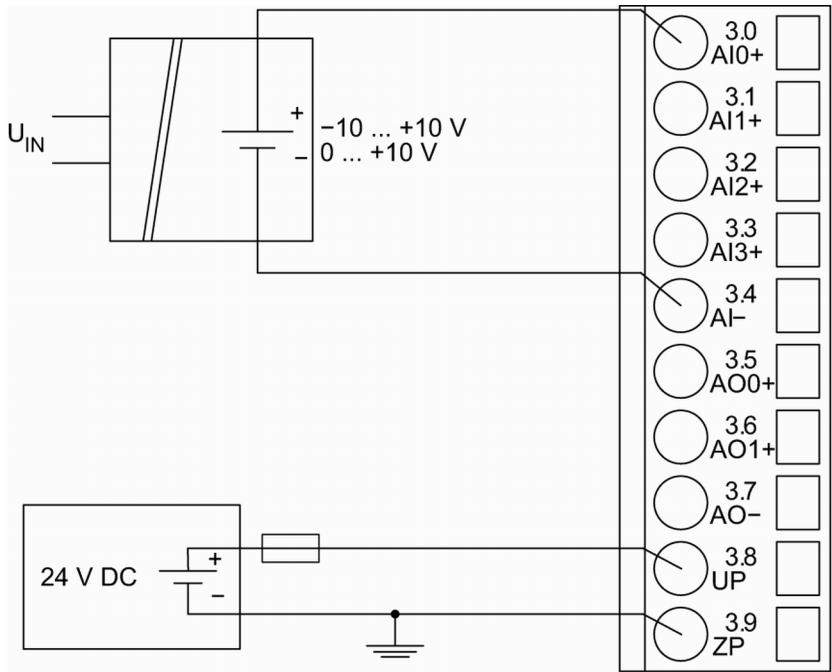 3.0
AI0+
3.1
AI1+
+
−10 ... +10 V
UIN
− 0 ... +10 V
3.2
AI2+
3.3
AI3+
3.4
AI−
3.5
AO0+
3.6
AO1+
3.7
AO−
24 V DC
+
−
3.8
UP
3.9
ZP